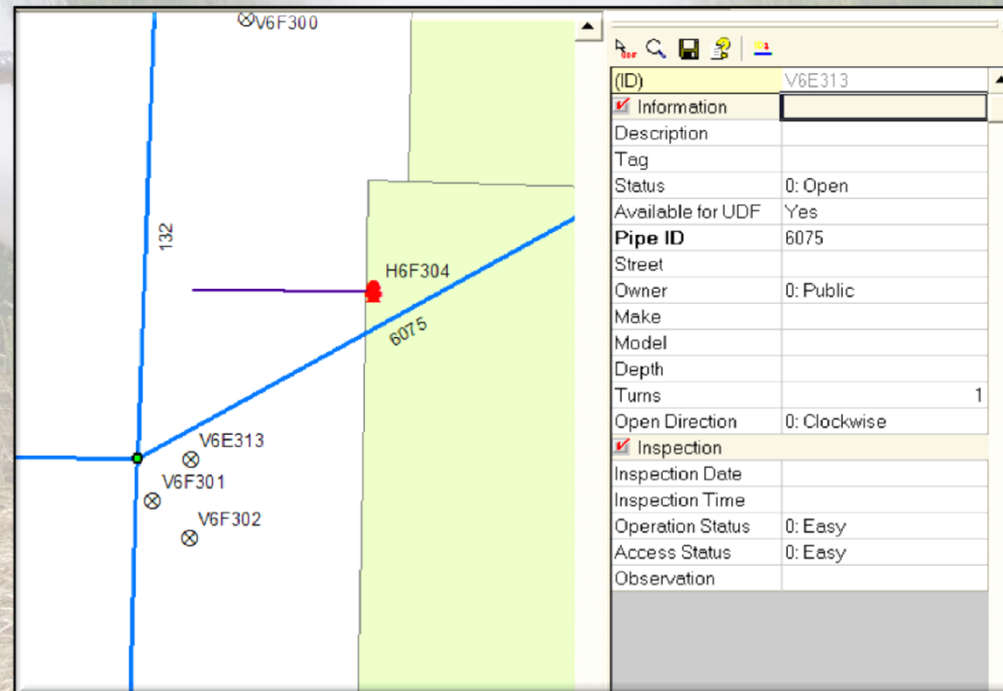 V6F300
132
H6F304
6075
V6E313
V6F301
V6F302
(ID) V6E313
Information
Description
Tag
Status 0: Open
Available for UDF Yes
Pipe ID 6075
Street
Owner 0: Public
Make
Model
Depth
Turns 1
Open Direction 0: Clockwise
Inspection
Inspection Date
Inspection Time
Operation Status 0: Easy
Access Status 0: Easy
Observation